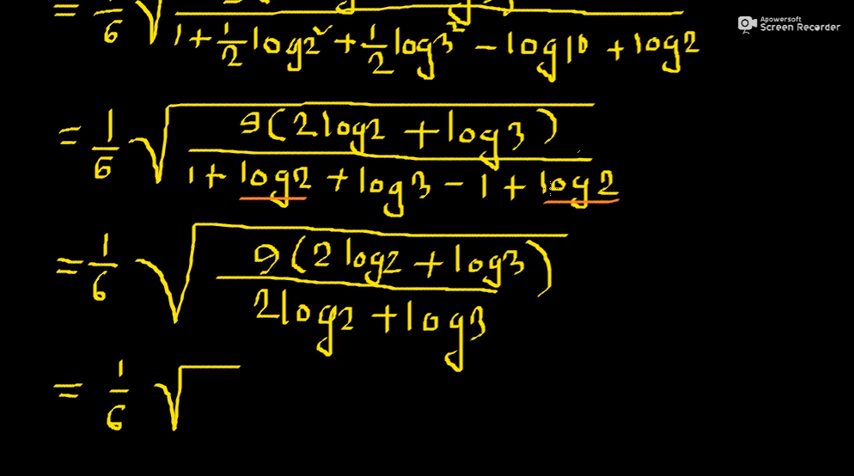 Apowersoft
Screen Recorder
= 1/6 √ 1 + 1/2 log2² + 1/2 log3² - log10 + log2
= 1/6 √ 9(2log2 + log3) / 1 + log2 + log3 - 1 + log2
= 1/6 √ 9(2log2 + log3) / 2log2 + log3
= 1/6 √